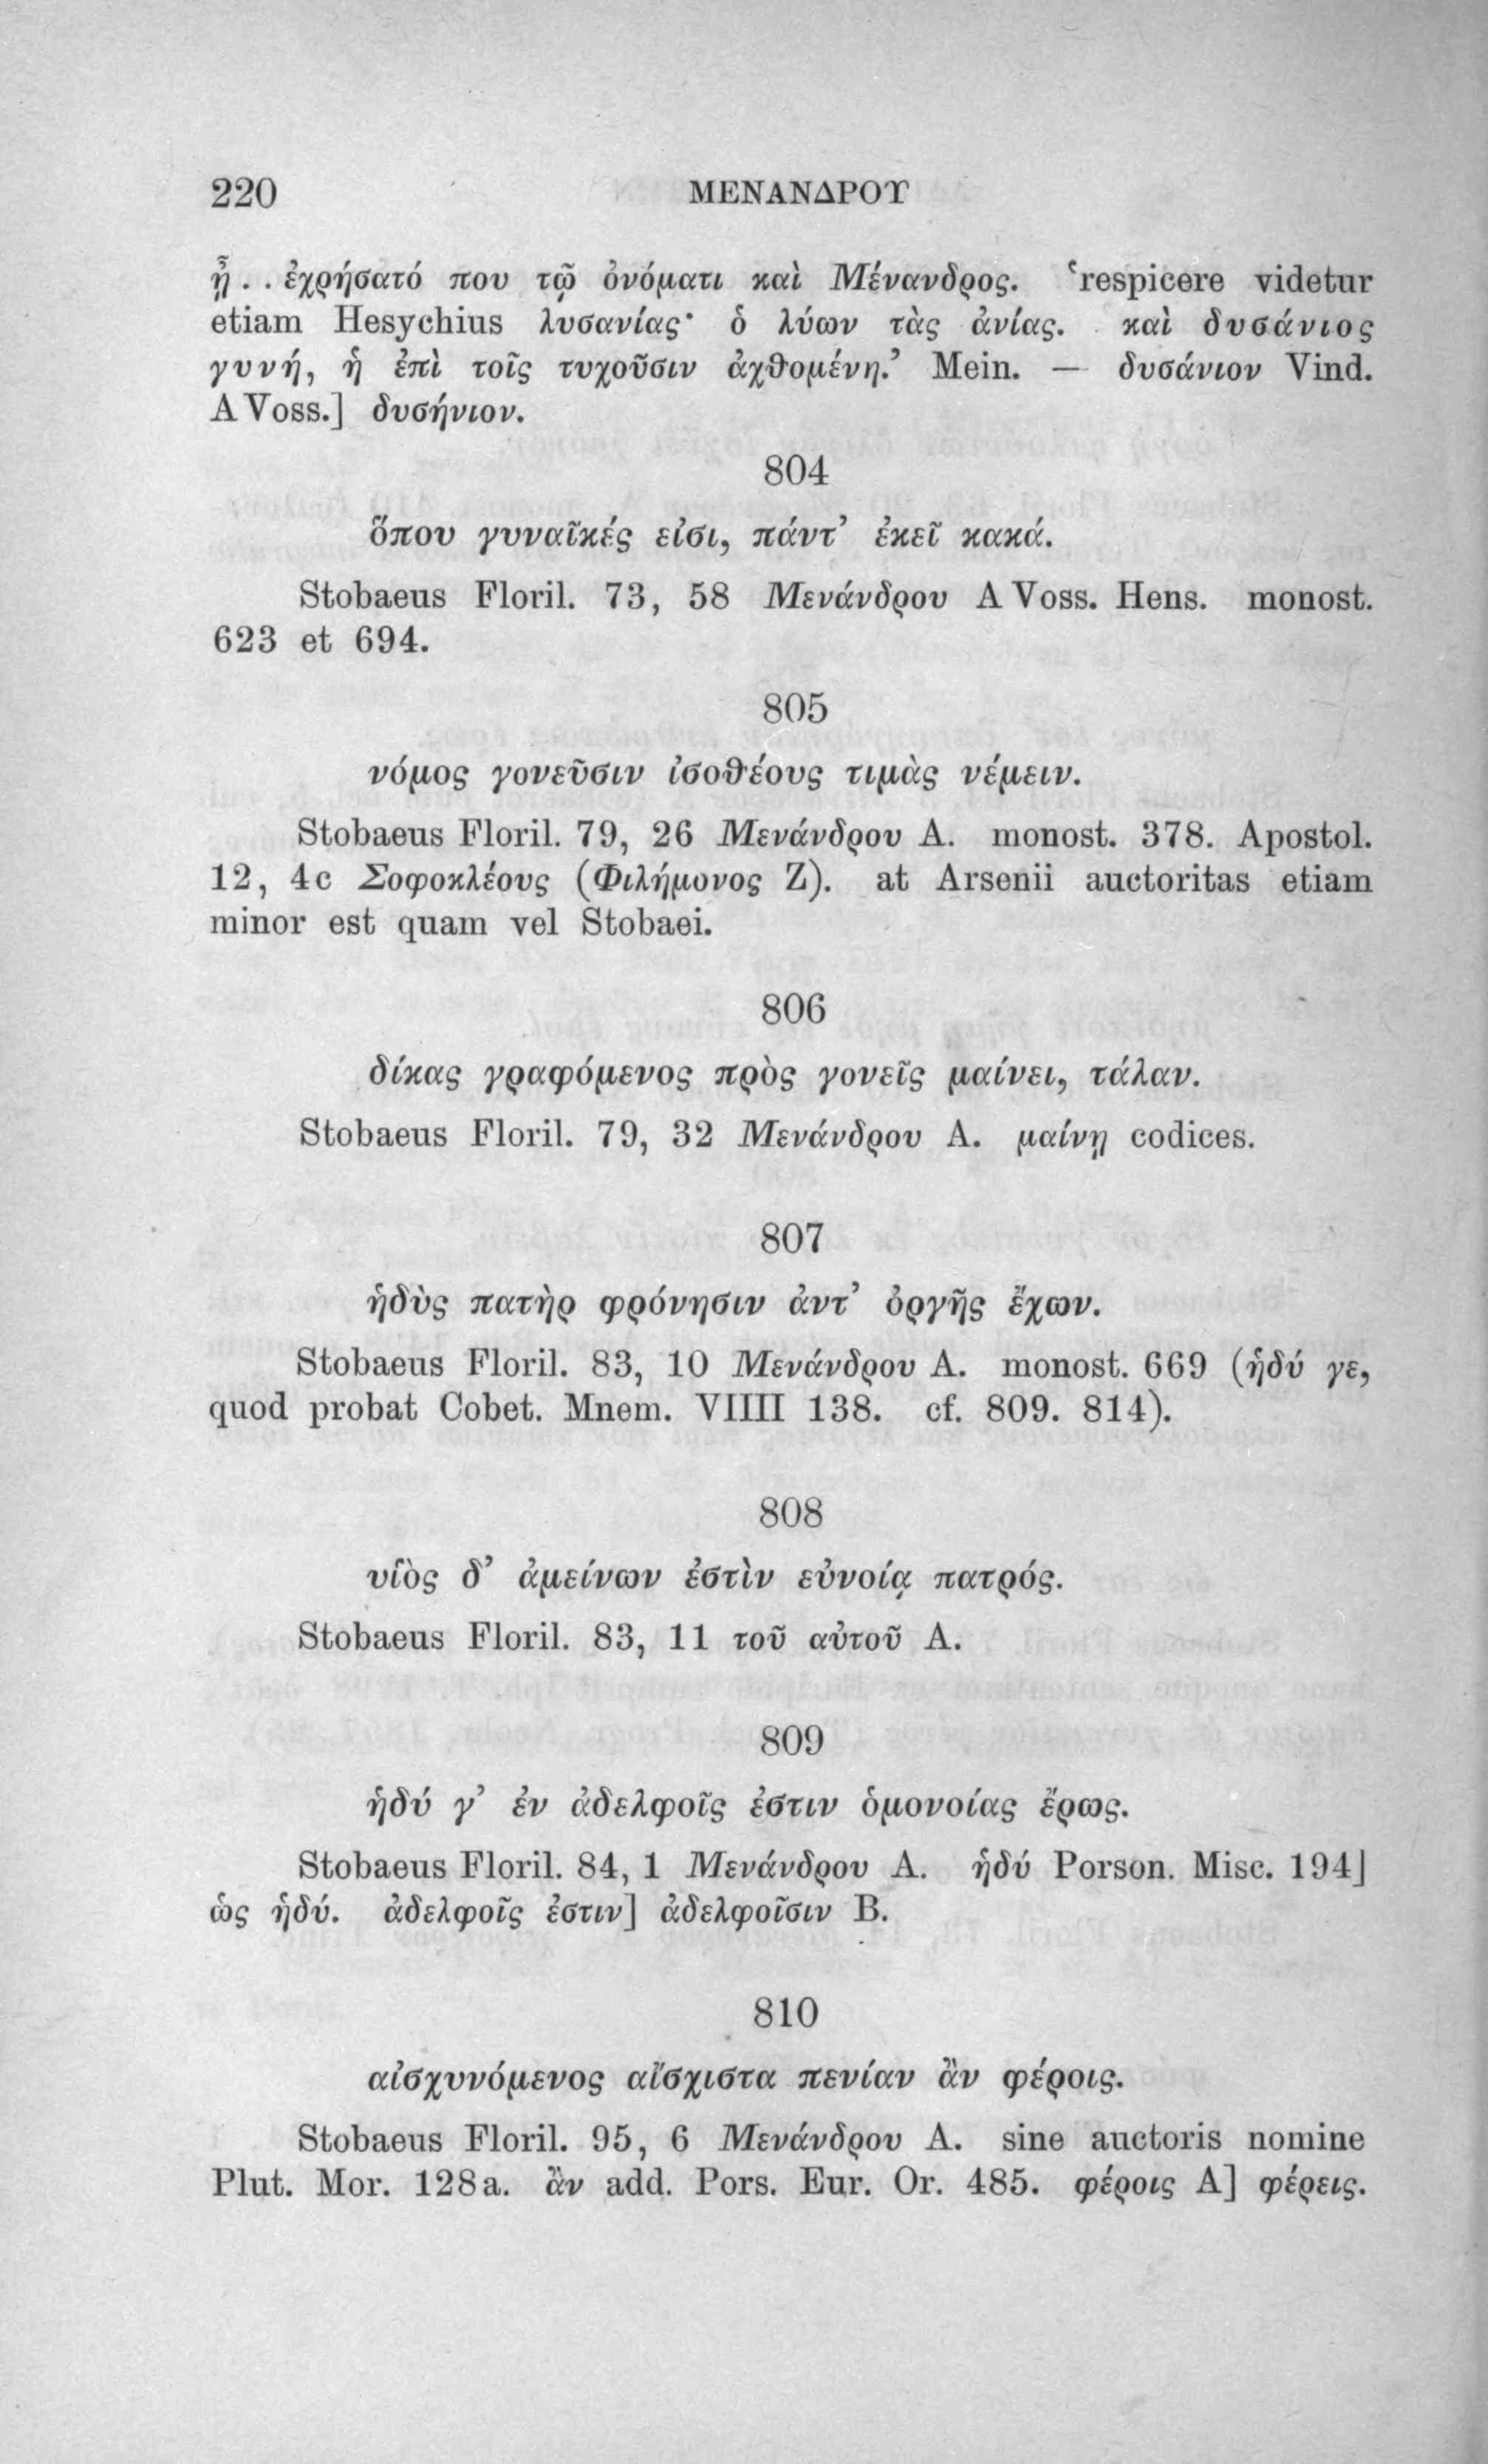 220 ΜΕΝΑΝΔΡΟΥ
ᾗ . . ἐχρήσατό που τῷ ὀνόματι καὶ Μένανδρος. ‘respicere videtur
etiam Hesychius λυσανίας· ὁ λύων τὰς ἀνίας. καὶ δυσάνιος
γυνή, ἡ ἐπὶ τοῖς τυχοῦσιν ἀχθομένη.’ Mein. — δυσάνιον Vind.
A Voss.] δυσήνιον.
804
ὅπου γυναῖκές εἰσι, πάντ’ ἐκεῖ κακά.
Stobaeus Floril. 73, 58 Μενάνδρου A Voss. Hens. monost.
623 et 694.
805
νόμος γονεῦσιν ἰσοθέους τιμὰς νέμειν.
Stobaeus Floril. 79, 26 Μενάνδρου A. monost. 378. Apostol.
12, 4c Σοφοκλέους (Φιλήμονος Z). at Arsenii auctoritas etiam
minor est quam vel Stobaei.
806
δίκας γραφόμενος πρὸς γονεῖς μαίνει, τάλαν.
Stobaeus Floril. 79, 32 Μενάνδρου A. μαίνῃ codices.
807
ἡδὺς πατὴρ φρόνησιν ἀντ’ ὀργῆς ἔχων.
Stobaeus Floril. 83, 10 Μενάνδρου A. monost. 669 (ἡδύ γε,
quod probat Cobet. Mnem. VIIII 138. cf. 809. 814).
808
υἱὸς δ’ ἀμείνων ἐστὶν εὐνοίᾳ πατρός.
Stobaeus Floril. 83, 11 τοῦ αὐτοῦ A.
809
ἡδύ γ’ ἐν ἀδελφοῖς ἐστιν ὁμονοίας ἔρως.
Stobaeus Floril. 84, 1 Μενάνδρου A. ἡδύ Porson. Misc. 194]
ὡς ἡδύ. ἀδελφοῖς ἐστιν] ἀδελφοῖσιν B.
810
αἰσχυνόμενος αἴσχιστα πενίαν ἂν φέροις.
Stobaeus Floril. 95, 6 Μενάνδρου A. sine auctoris nomine
Plut. Mor. 128a. ἂν add. Pors. Eur. Or. 485. φέροις A] φέρεις.